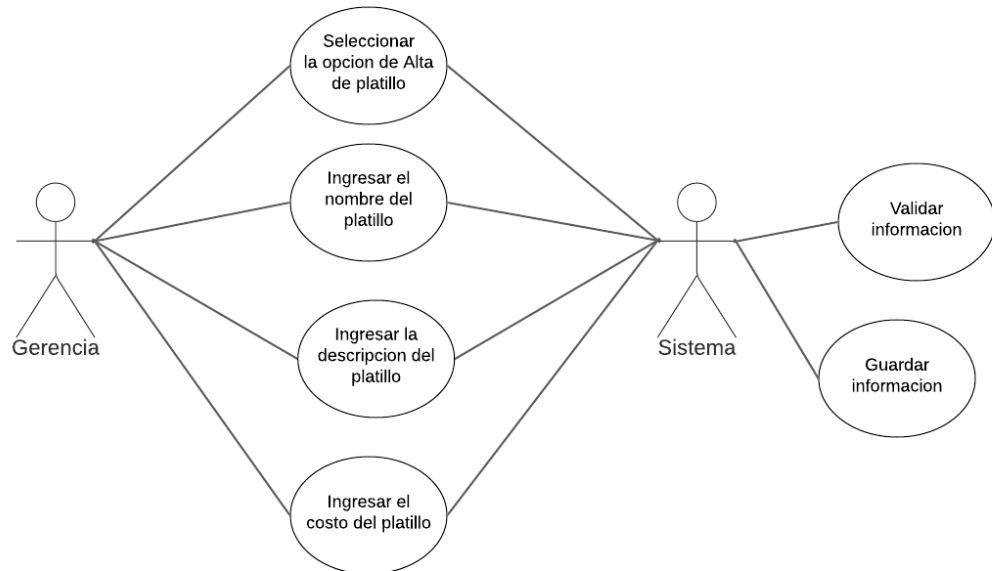 Seleccionar
la opcion de Alta
de platillo
Ingresar el
nombre del
platillo
Validar
informacion
Gerencia
Ingresar la
descripcion del
platillo
Sistema
Guardar
informacion
Ingresar el
costo del platillo